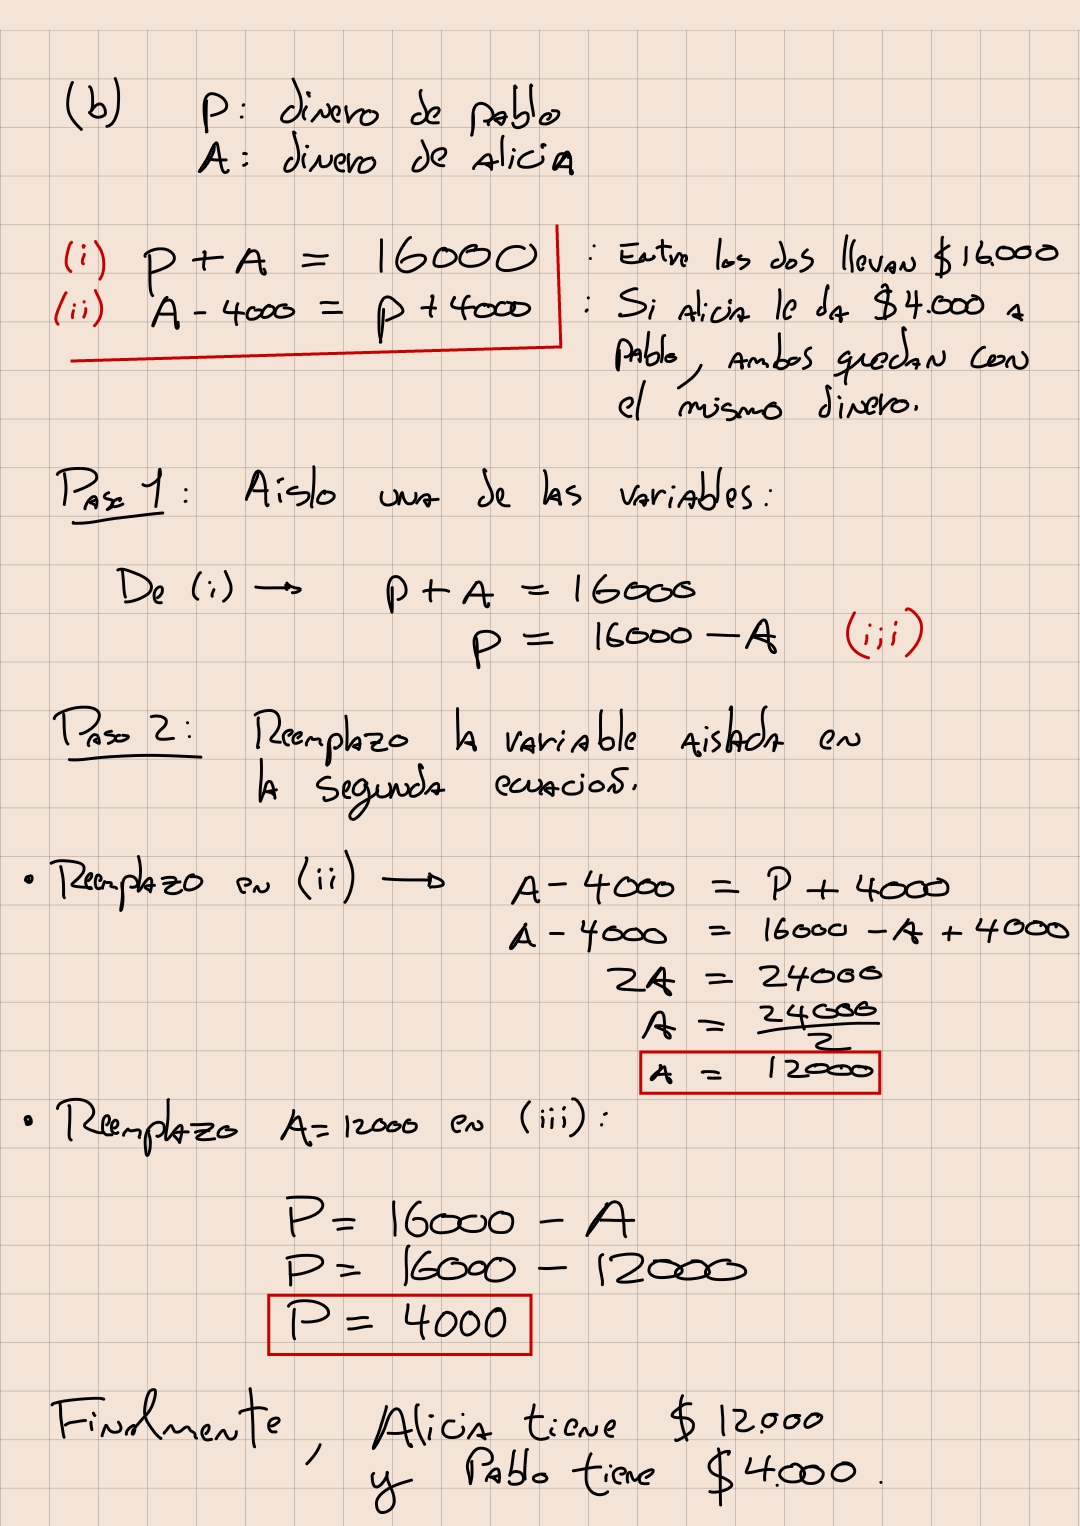 (b) P: dinero de pablo
A: dinero de Alicia
(i) P + A = 16000 : Entre los dos llevan $16.000
(ii) A - 4000 = P + 4000 : Si Alicia le da $4.000 a
Pablo, ambos quedan con
el mismo dinero.
Paso 1: Aislo una de las variables:
De (i) → P + A = 16000
P = 16000 - A (iii)
Paso 2: Reemplazo la variable aislada en
la segunda ecuación.
• Reemplazo en (ii) → A - 4000 = P + 4000
A - 4000 = 16000 - A + 4000
2A = 24000
A = 24000/2
A = 12000
• Reemplazo A = 12000 en (iii):
P = 16000 - A
P = 16000 - 12000
P = 4000
Finalmente, Alicia tiene $12.000
y Pablo tiene $4.000.